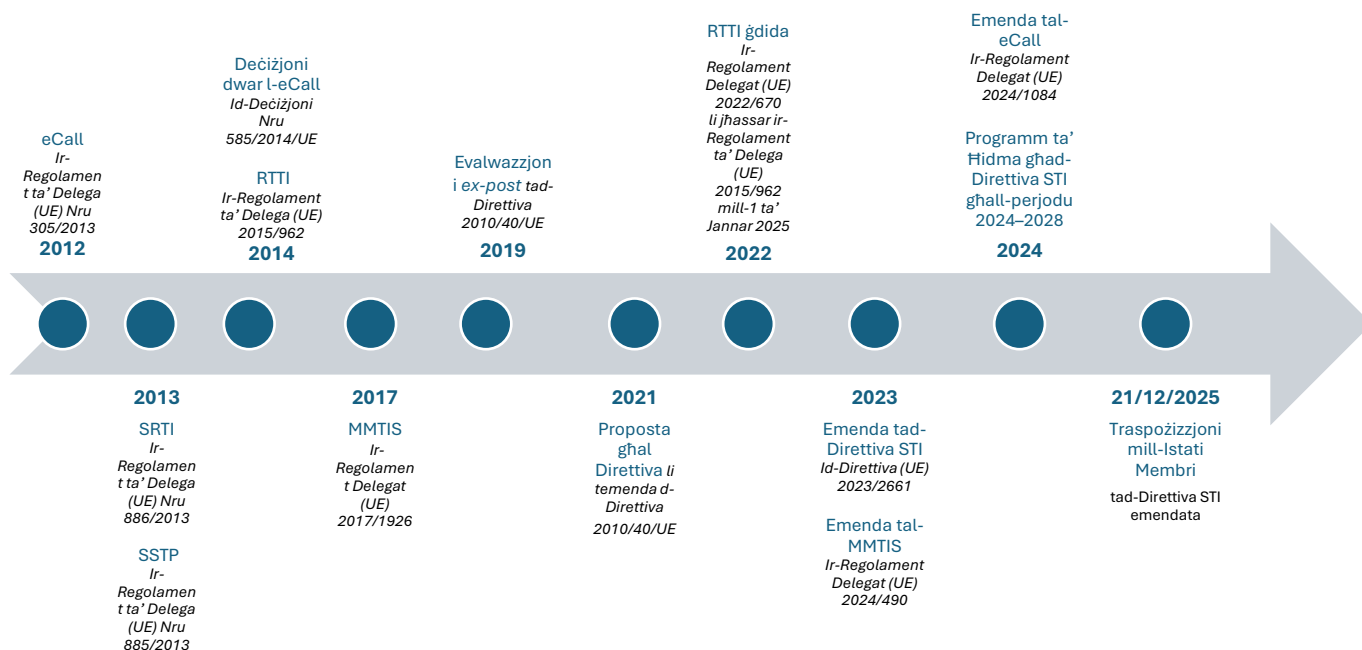 eCall
Ir-
Regolamen
t ta’ Delega
(UE) Nru
305/2013
2012
Deċiżjoni
dwar l-eCall
Id-Deċiżjoni
Nru
585/2014/UE
RTTI
Ir-Regolament
ta’ Delega (UE)
2015/962
2014
Evalwazzjon
i ex-post tad-
Direttiva
2010/40/UE
2019
RTTI ġdida
Ir-
Regolament
Delegat (UE)
2022/670
li jħassar ir-
Regolament
ta’ Delega
(UE)
2015/962
mill-1 ta’
Jannar 2025
2022
Emenda tal-
eCall
Ir-Regolament
Delegat (UE)
2024/1084
Programm ta’
Ħidma għad-
Direttiva STI
għall-perjodu
2024–2028
2024
2013
SRTI
Ir-
Regolamen
t ta’ Delega
(UE) Nru
886/2013
SSTP
Ir-
Regolamen
t ta’ Delega
(UE) Nru
885/2013
2017
MMTIS
Ir-
Regolamen
t Delegat
(UE)
2017/1926
2021
Proposta
għal
Direttiva li
temenda d-
Direttiva
2010/40/UE
2023
Emenda tad-
Direttiva STI
Id-Direttiva (UE)
2023/2661
Emenda tal-
MMTIS
Ir-Regolament
Delegat (UE)
2024/490
21/12/2025
Traspożizzjoni
mill-Istati
Membri
tad-Direttiva STI
emendata